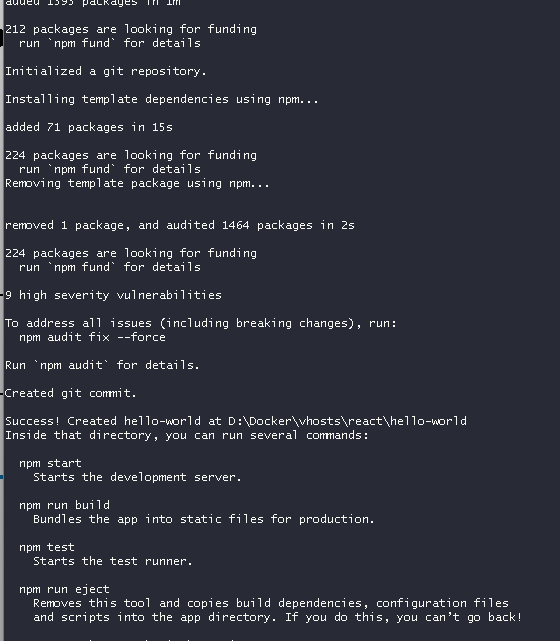 added 1393 packages in 1m
212 packages are looking for funding
run `npm fund` for details
Initialized a git repository.
Installing template dependencies using npm...
added 71 packages in 15s
224 packages are looking for funding
run `npm fund` for details
Removing template package using npm...
removed 1 package, and audited 1464 packages in 2s
224 packages are looking for funding
run `npm fund` for details
9 high severity vulnerabilities
To address all issues (including breaking changes), run:
npm audit fix --force
Run `npm audit` for details.
Created git commit.
Success! Created hello-world at D:\Docker\vhosts\react\hello-world
Inside that directory, you can run several commands:
npm start
Starts the development server.
npm run build
Bundles the app into static files for production.
npm test
Starts the test runner.
npm run eject
Removes this tool and copies build dependencies, configuration files
and scripts into the app directory. If you do this, you can't go back!